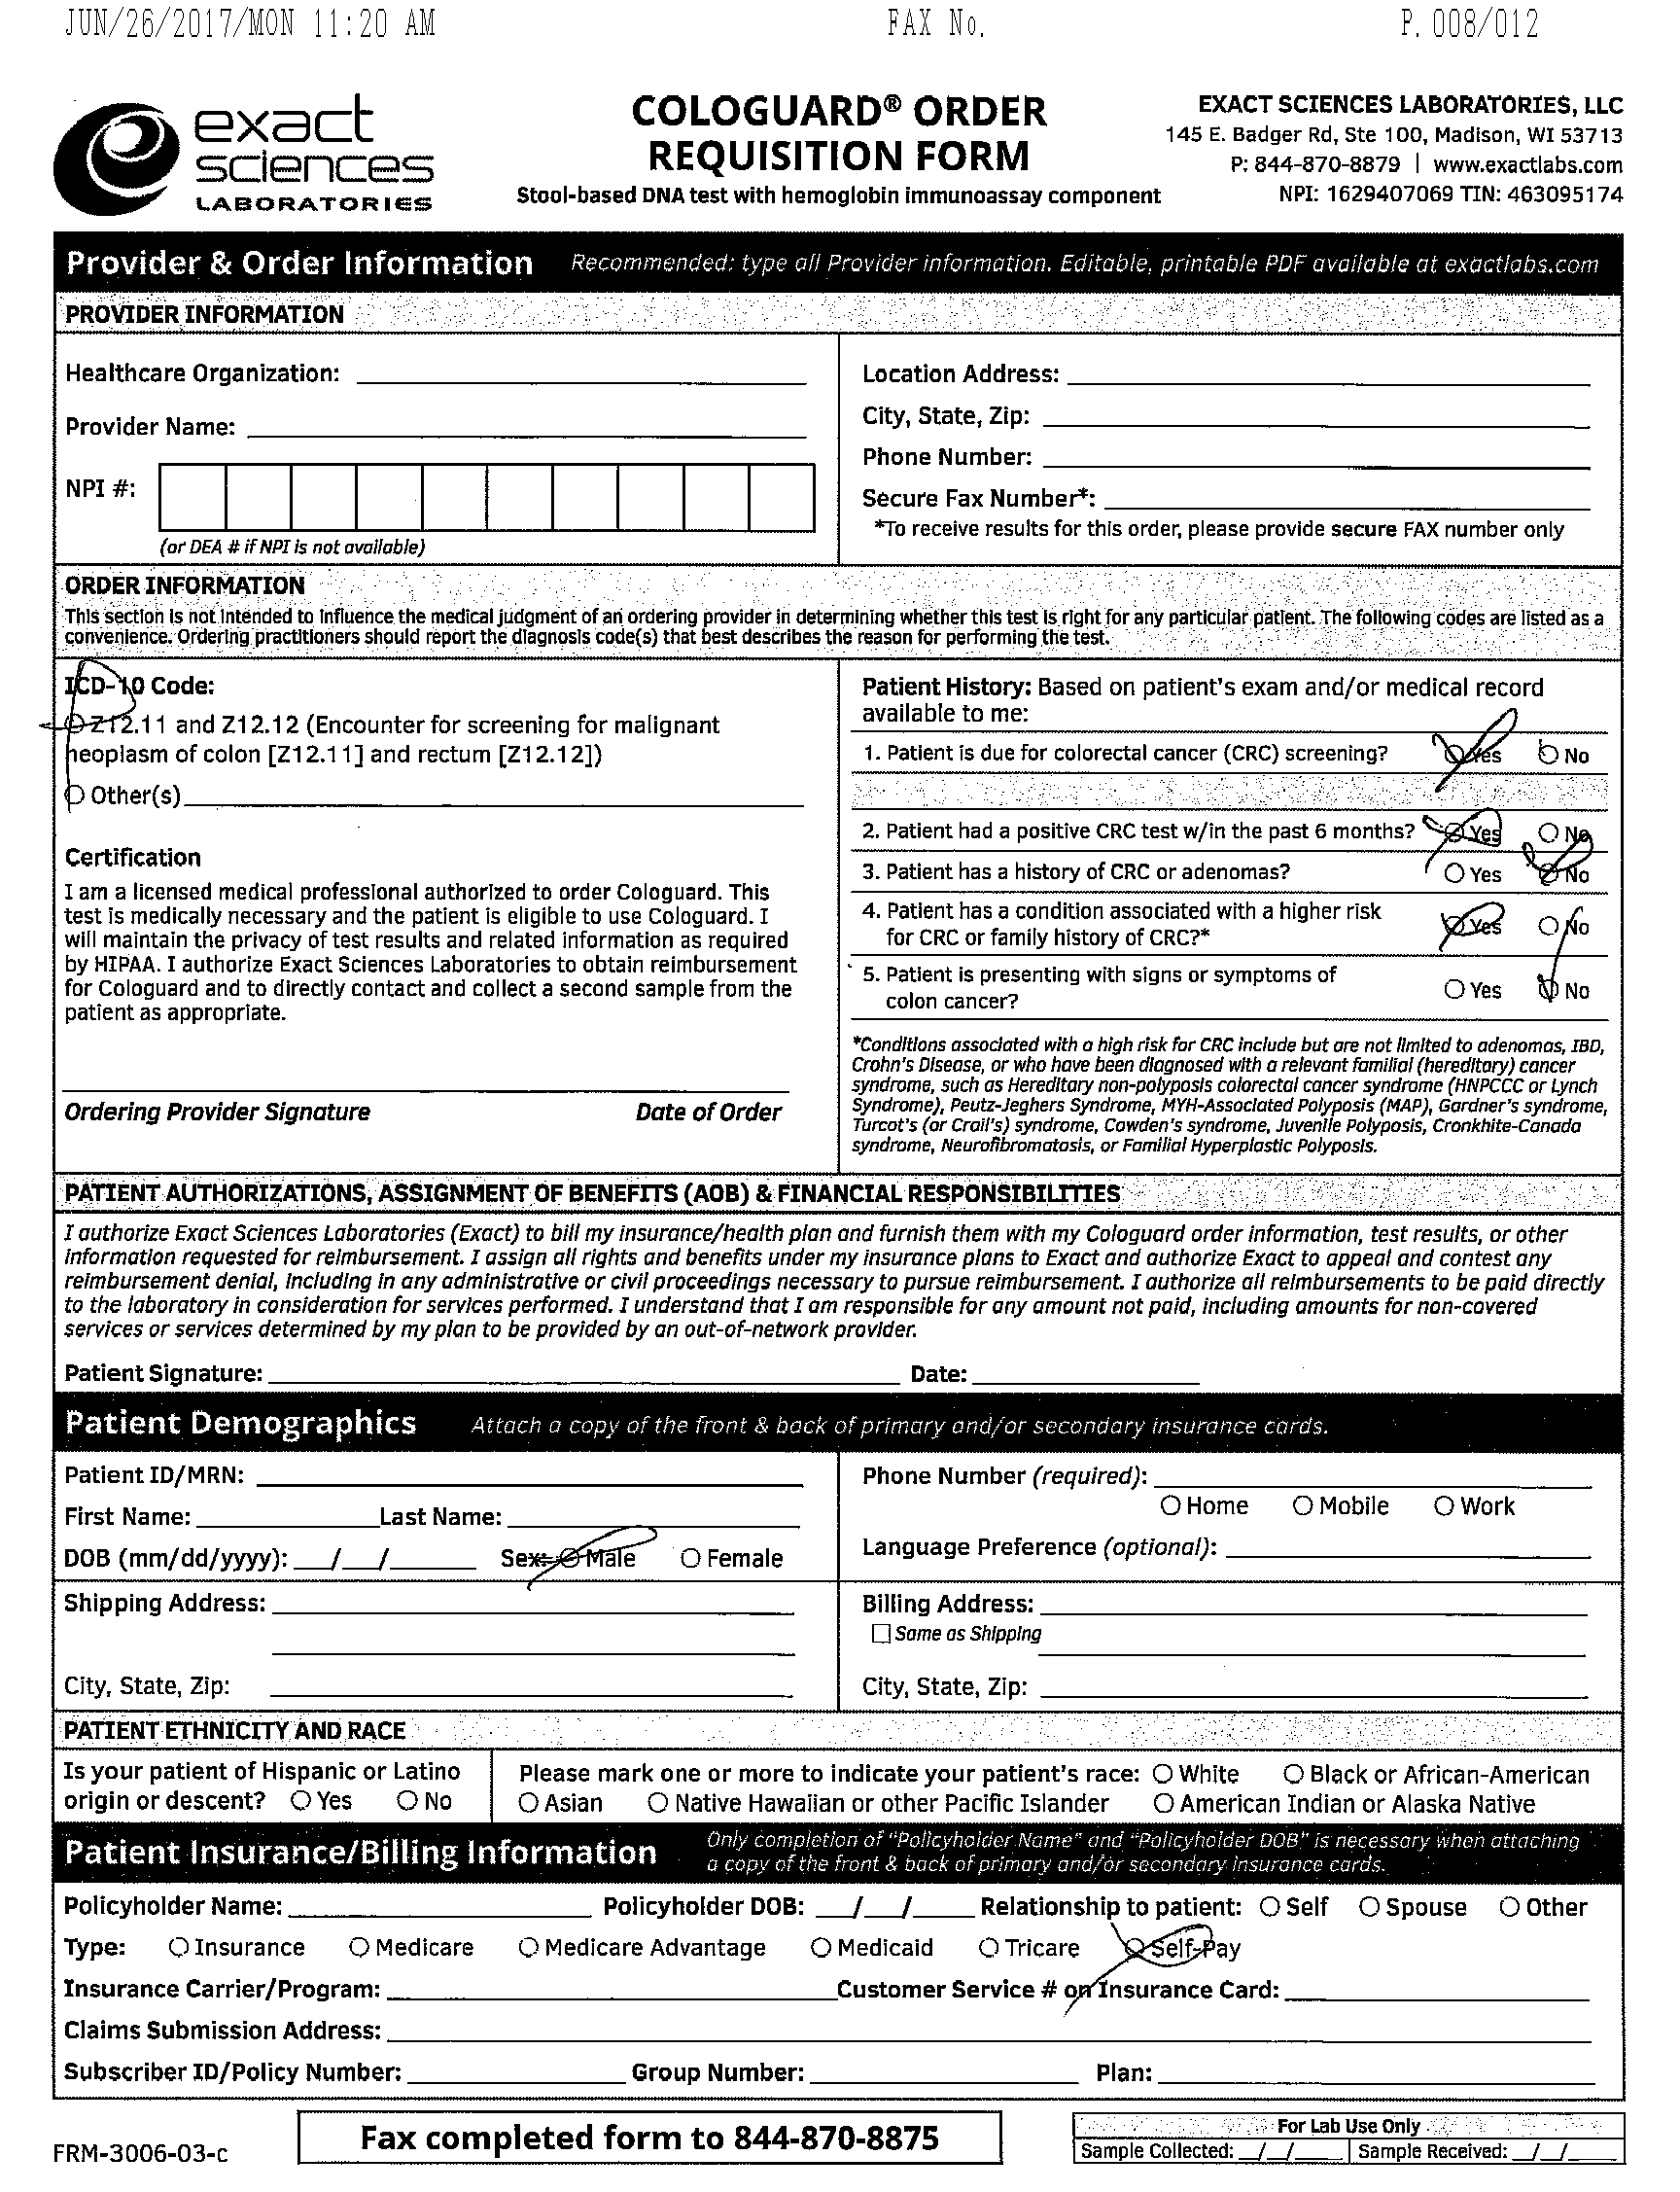 JUN/26/2017/MON 11:20 AM FAX No. P. 008/012
exact
sciences
LABORATORIES
COLOGUARD® ORDER
REQUISITION FORM
Stool-based DNA test with hemoglobin immunoassay component
EXACT SCIENCES LABORATORIES, LLC
145 E. Badger Rd, Ste 100, Madison, WI 53713
P: 844-870-8879 | www.exactlabs.com
NPI: 1629407069 TIN: 463095174
Provider & Order Information Recommended: type all Provider information. Editable, printable PDF available at exactlabs.com
PROVIDER INFORMATION
Healthcare Organization:
Provider Name:
NPI #:
(or DEA # if NPI is not available)
Location Address:
City, State, Zip:
Phone Number:
Secure Fax Number*:
*To receive results for this order, please provide secure FAX number only
ORDER INFORMATION
This section is not intended to influence the medical judgment of an ordering provider in determining whether this test is right for any particular patient. The following codes are listed as a
convenience. Ordering practitioners should report the diagnosis code(s) that best describes the reason for performing the test.
ICD-10 Code:
Z12.11 and Z12.12 (Encounter for screening for malignant
neoplasm of colon [Z12.11] and rectum [Z12.12])
Other(s)
Certification
I am a licensed medical professional authorized to order Cologuard. This
test is medically necessary and the patient is eligible to use Cologuard. I
will maintain the privacy of test results and related information as required
by HIPAA. I authorize Exact Sciences Laboratories to obtain reimbursement
for Cologuard and to directly contact and collect a second sample from the
patient as appropriate.
Ordering Provider Signature Date of Order
Patient History: Based on patient's exam and/or medical record
available to me:
1. Patient is due for colorectal cancer (CRC) screening? Yes No
2. Patient had a positive CRC test w/in the past 6 months? Yes No
3. Patient has a history of CRC or adenomas? Yes No
4. Patient has a condition associated with a higher risk
for CRC or family history of CRC?* Yes No
5. Patient is presenting with signs or symptoms of
colon cancer? Yes No
*Conditions associated with a high risk for CRC include but are not limited to adenomas, IBD,
Crohn's Disease, or who have been diagnosed with a relevant familial (hereditary) cancer
syndrome, such as Hereditary non-polyposis colorectal cancer syndrome (HNPCCC or Lynch
Syndrome), Peutz-Jeghers Syndrome, MYH-Associated Polyposis (MAP), Gardner's syndrome,
Turcot's (or Crail's) syndrome, Cowden's syndrome, Juvenile Polyposis, Cronkhite-Canada
syndrome, Neurofibromatosis, or Familial Hyperplastic Polyposis.
PATIENT AUTHORIZATIONS, ASSIGNMENT OF BENEFITS (AOB) & FINANCIAL RESPONSIBILITIES
I authorize Exact Sciences Laboratories (Exact) to bill my insurance/health plan and furnish them with my Cologuard order information, test results, or other
information requested for reimbursement. I assign all rights and benefits under my insurance plans to Exact and authorize Exact to appeal and contest any
reimbursement denial, including in any administrative or civil proceedings necessary to pursue reimbursement. I authorize all reimbursements to be paid directly
to the laboratory in consideration for services performed. I understand that I am responsible for any amount not paid, including amounts for non-covered
services or services determined by my plan to be provided by an out-of-network provider.
Patient Signature: Date:
Patient Demographics Attach a copy of the front & back of primary and/or secondary insurance cards.
Patient ID/MRN:
First Name: Last Name:
DOB (mm/dd/yyyy): / / Sex: Male Female
Phone Number (required):
Home Mobile Work
Language Preference (optional):
Shipping Address:
City, State, Zip:
Billing Address:
Same as Shipping
City, State, Zip:
PATIENT ETHNICITY AND RACE
Is your patient of Hispanic or Latino
origin or descent? Yes No
Please mark one or more to indicate your patient's race: White Black or African-American
Asian Native Hawaiian or other Pacific Islander American Indian or Alaska Native
Patient Insurance/Billing Information Only completion of "Policyholder Name" and "Policyholder DOB" is necessary when attaching
a copy of the front & back of primary and/or secondary insurance cards.
Policyholder Name: Policyholder DOB: / / Relationship to patient: Self Spouse Other
Type: Insurance Medicare Medicare Advantage Medicaid Tricare Self-Pay
Insurance Carrier/Program: Customer Service # on Insurance Card:
Claims Submission Address:
Subscriber ID/Policy Number: Group Number: Plan:
FRM-3006-03-c
Fax completed form to 844-870-8875
For Lab Use Only
Sample Collected: / / Sample Received: / /